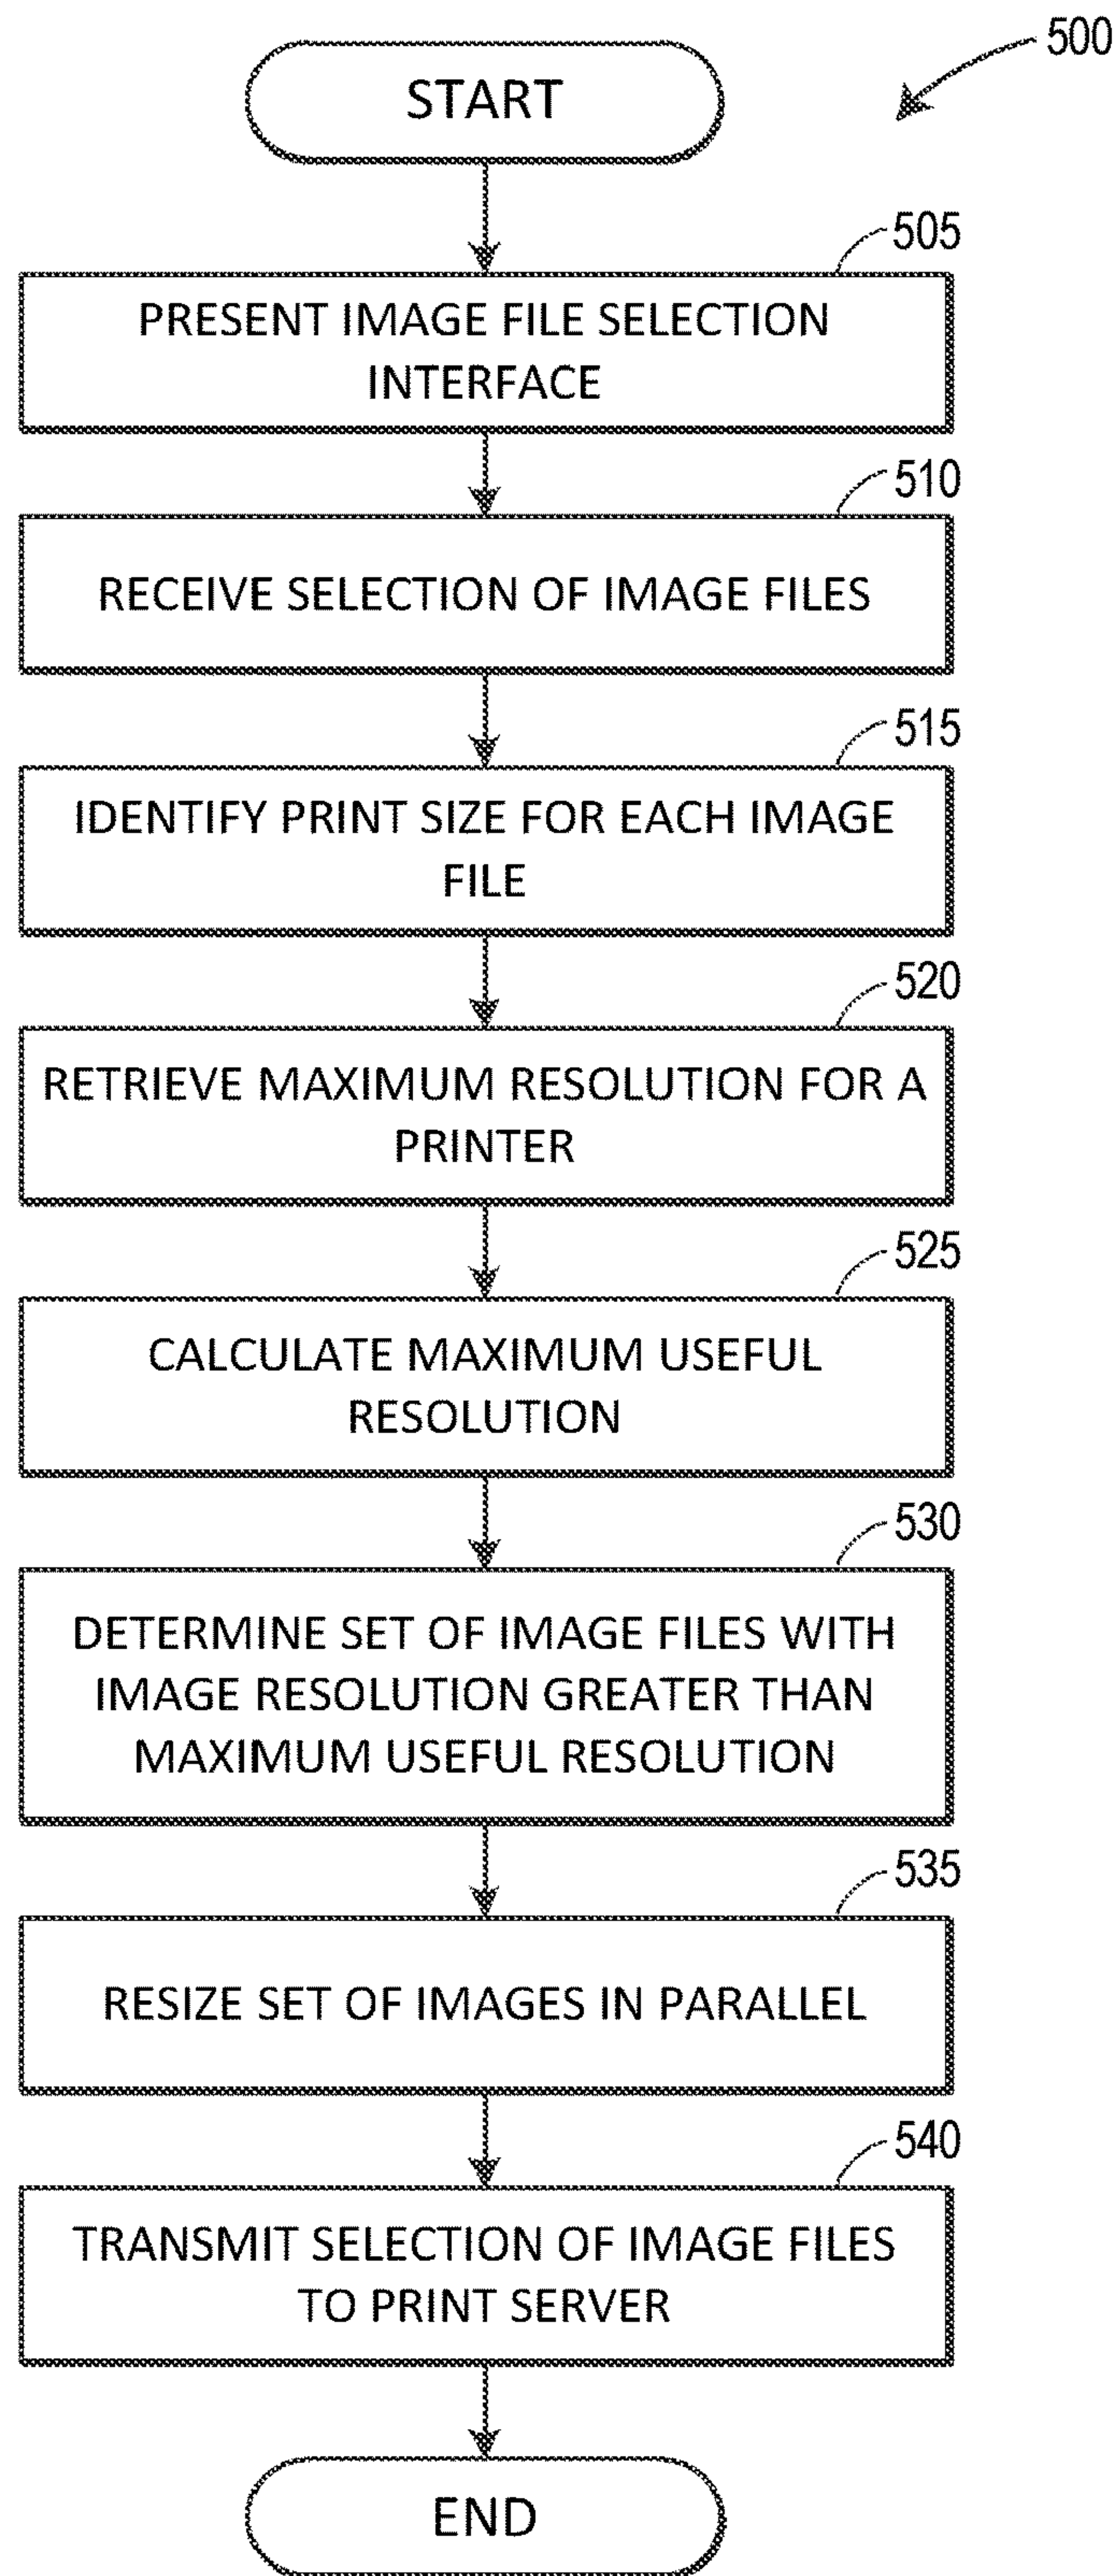 500
START
505
PRESENT IMAGE FILE SELECTION
INTERFACE
510
RECEIVE SELECTION OF IMAGE FILES
515
IDENTIFY PRINT SIZE FOR EACH IMAGE
FILE
520
RETRIEVE MAXIMUM RESOLUTION FOR A
PRINTER
525
CALCULATE MAXIMUM USEFUL
RESOLUTION
530
DETERMINE SET OF IMAGE FILES WITH
IMAGE RESOLUTION GREATER THAN
MAXIMUM USEFUL RESOLUTION
535
RESIZE SET OF IMAGES IN PARALLEL
540
TRANSMIT SELECTION OF IMAGE FILES
TO PRINT SERVER
END